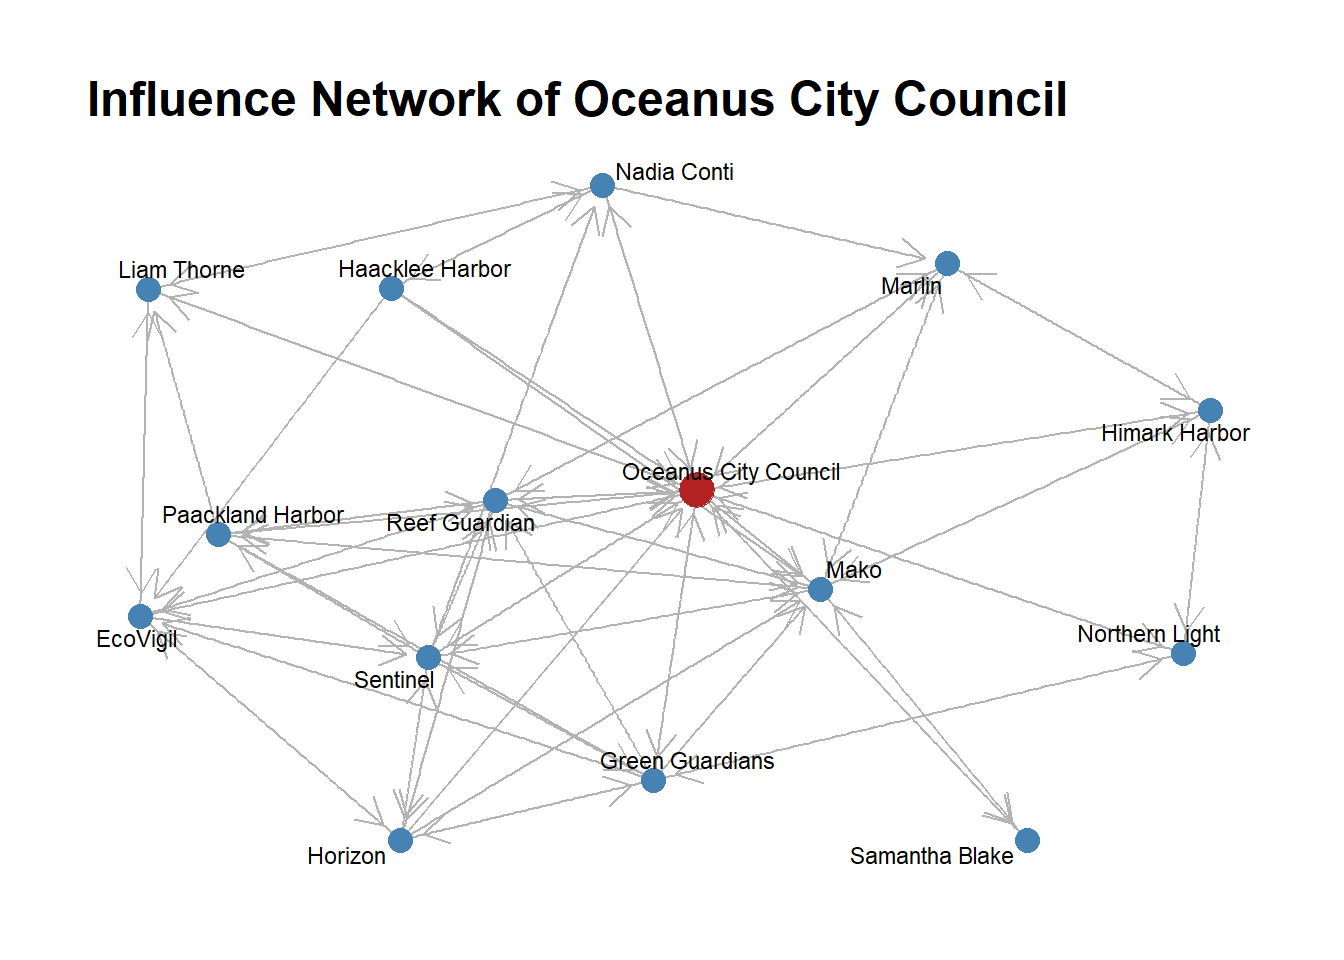 Influence Network of Oceanus City Council
Nadia Conti
Liam Thorne
Haacklee Harbor
Marlin
Himark Harbor
Oceanus City Council
Paackland Harbor
Reef Guardian
Mako
EcoVigil
Northern Light
Sentinel
Green Guardians
Horizon
Samantha Blake